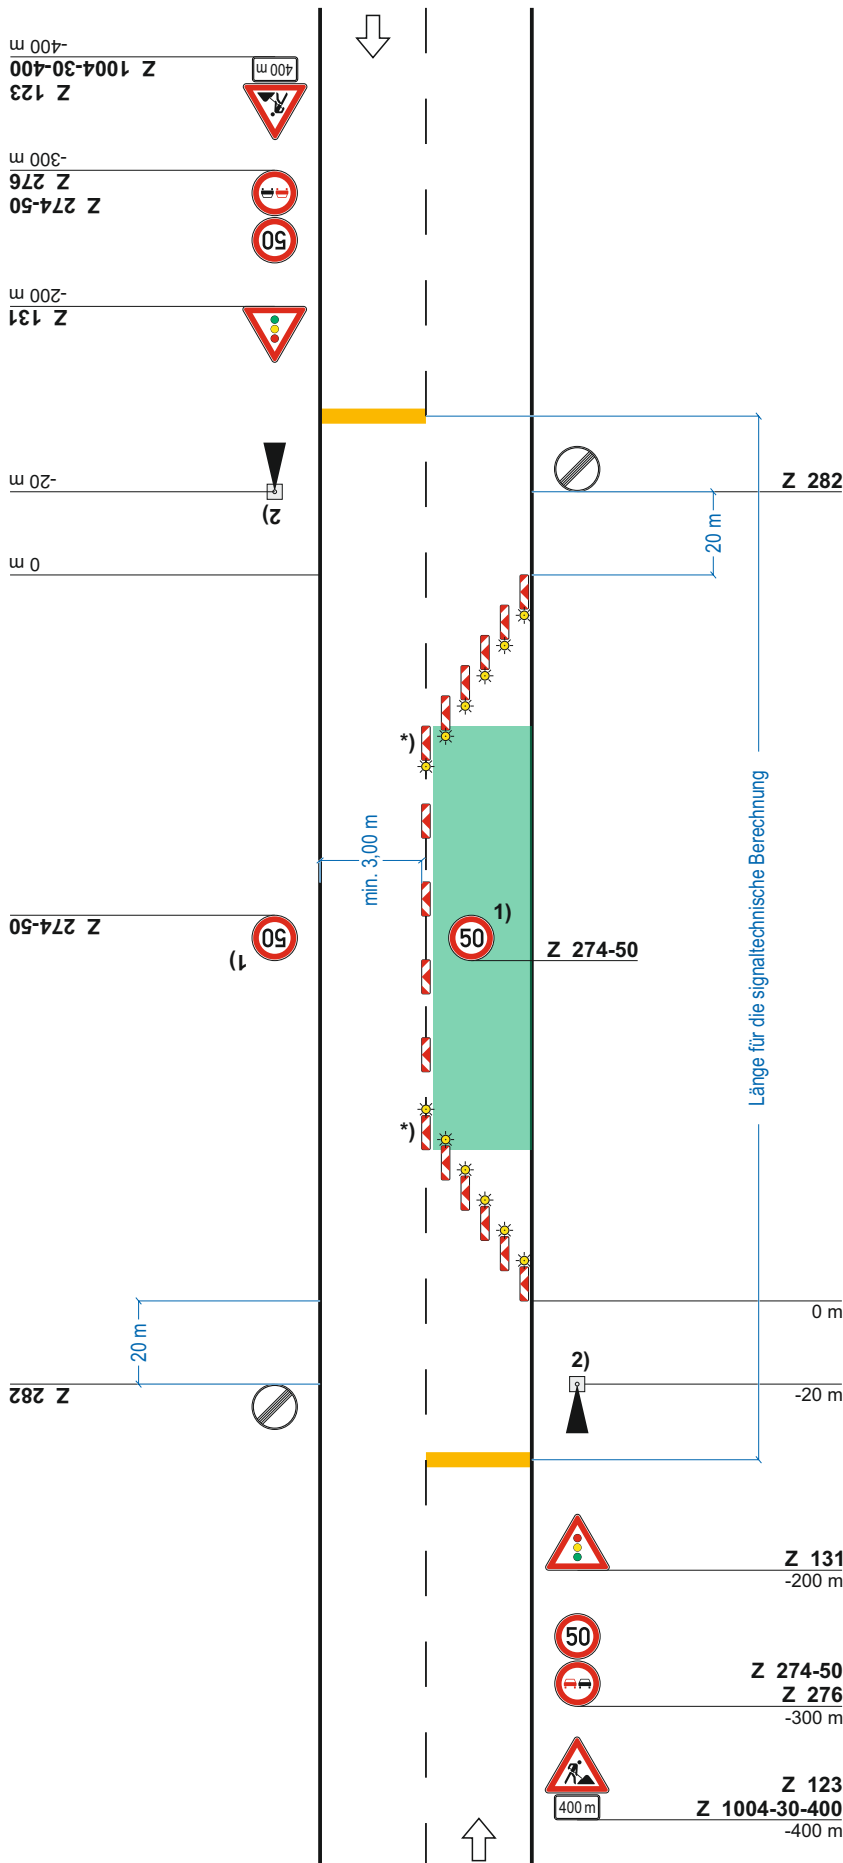 -400 m
Z 1004-30-400
Z 123
400 m
-300 m
Z 276
Z 274-50
50
-200 m
Z 131
-20 m
2)
Z 282
20 m
0 m
*)
min. 3,00 m
Länge für die signaltechnische Berechnung
Z 274-50
50
1)
50
1)
Z 274-50
*)
0 m
20 m
2)
Z 282
-20 m
Z 131
-200 m
50
Z 274-50
Z 276
-300 m
Z 123
400 m
Z 1004-30-400
-400 m